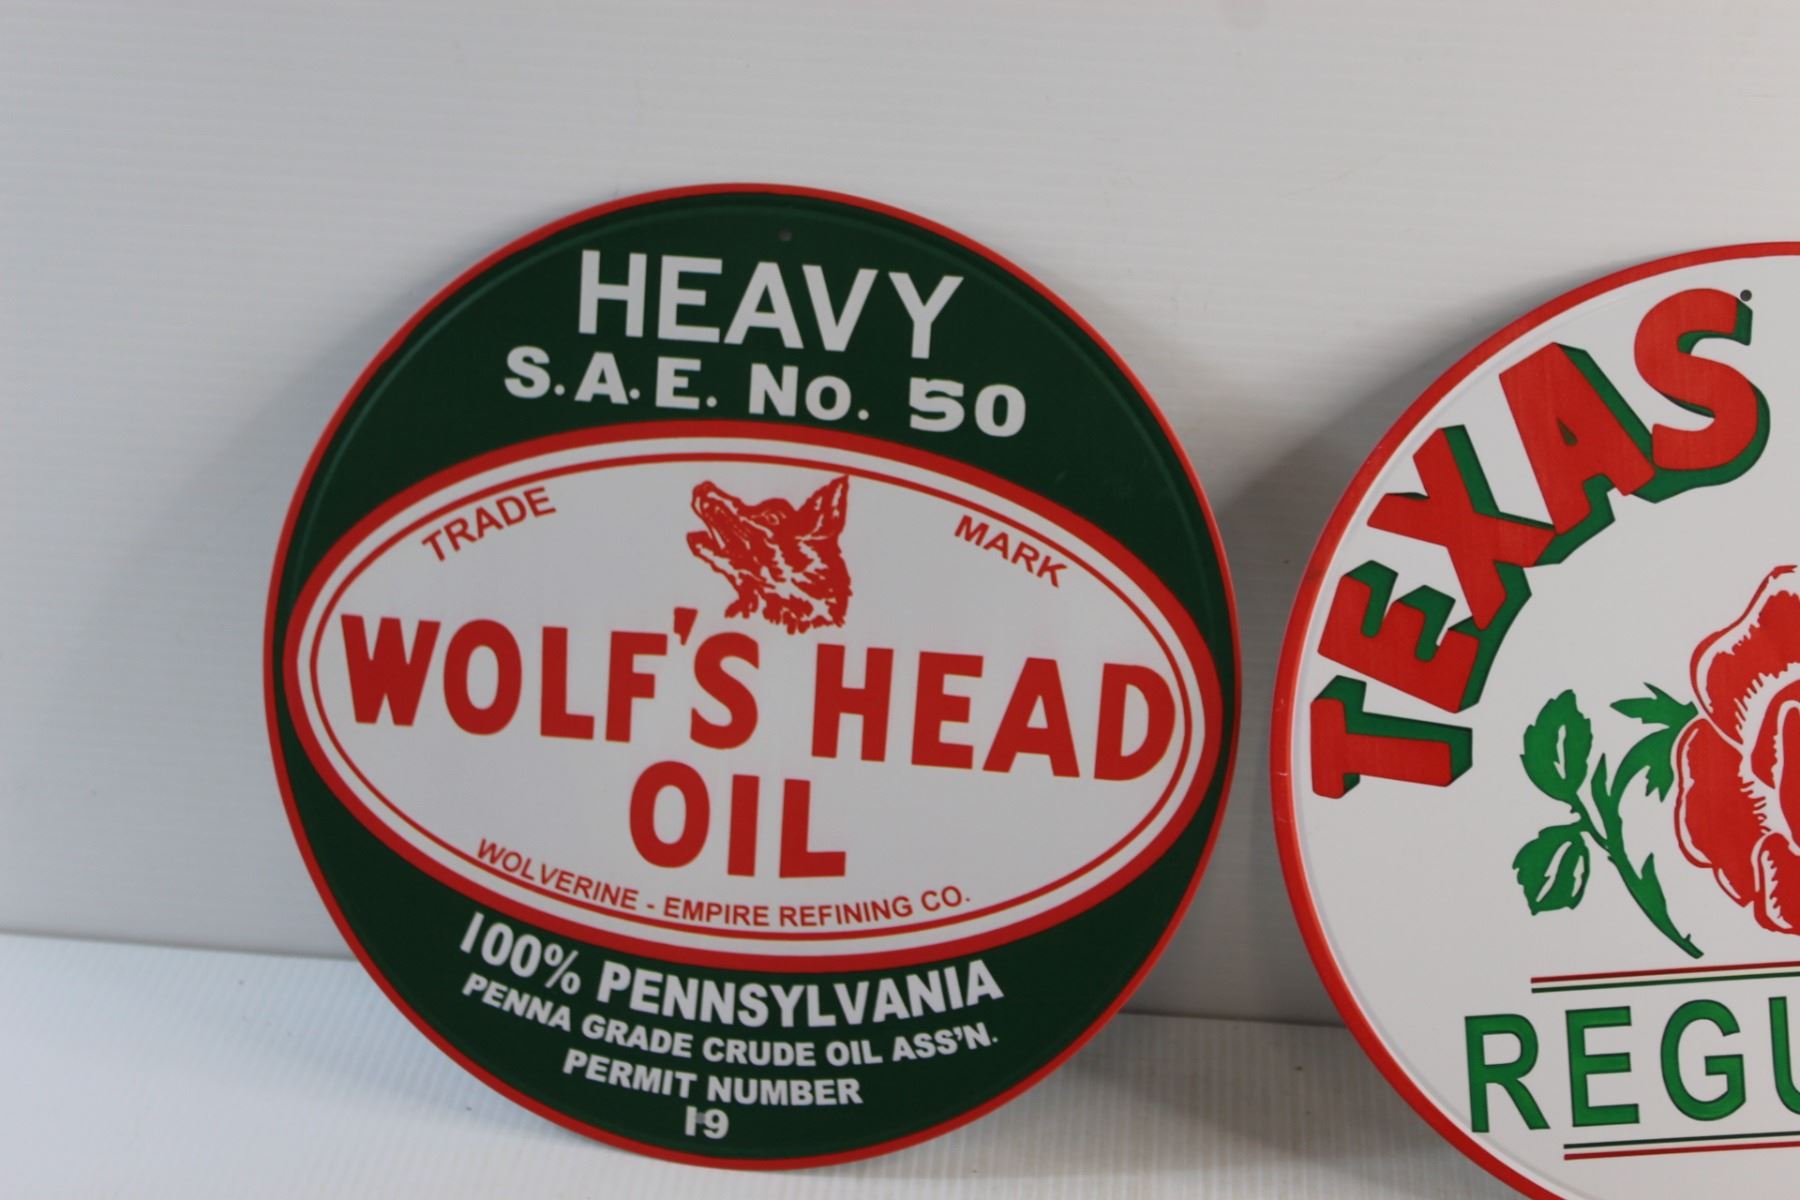 HEAVY
S.A.E. No. 50
TRADE MARK
WOLF'S HEAD
OIL
WOLVERINE - EMPIRE REFINING CO.
100% PENNSYLVANIA
PENNA GRADE CRUDE OIL ASS'N.
PERMIT NUMBER
19
TEXAS
REGU